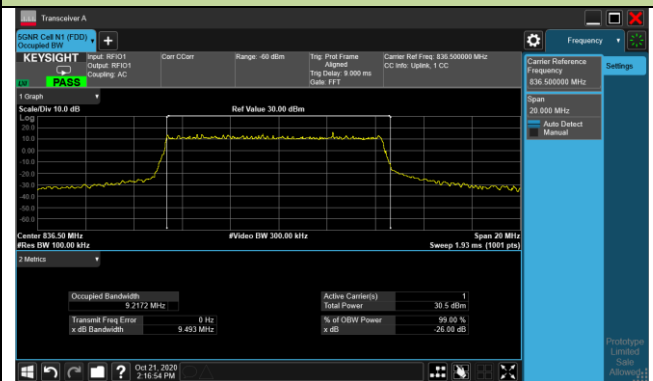 Transceiver A
5GNR Cell N1 (FDD)
Occupied BW
+
Frequency
KEYSIGHT
LNI
PASS
Input: RFIO1
Output: RFIO1
Coupling: AC
Corr CCorr
Range: -60 dBm
Trig: Prot Frame
Aligned
Trig Delay: 9.000 ms
Gate: FFT
Carrier Ref Freq: 836.500000 MHz
CC Info: Uplink, 1 CC
Carrier Reference
Frequency
836.500000 MHz
Settings
Span
20.000 MHz
Auto Detect
Manual
1 Graph
Scale/Div 10.0 dB
Ref Value 30.00 dBm
Log
20.0
10.0
0.00
-10.0
-20.0
-30.0
-40.0
-50.0
-60.0
Center 836.50 MHz
#Video BW 300.00 kHz
Span 20 MHz
#Res BW 100.00 kHz
Sweep 1.93 ms (1001 pts)
2 Metrics
Occupied Bandwidth
9.2172 MHz
Active Carrier(s) 1
Total Power 30.5 dBm
Transmit Freq Error 0 Hz
x dB Bandwidth 9.493 MHz
% of OBW Power 99.00 %
x dB -26.00 dB
Prototype
Limited
Sale
Allowed
?
Oct 21, 2020
2:16:54 PM